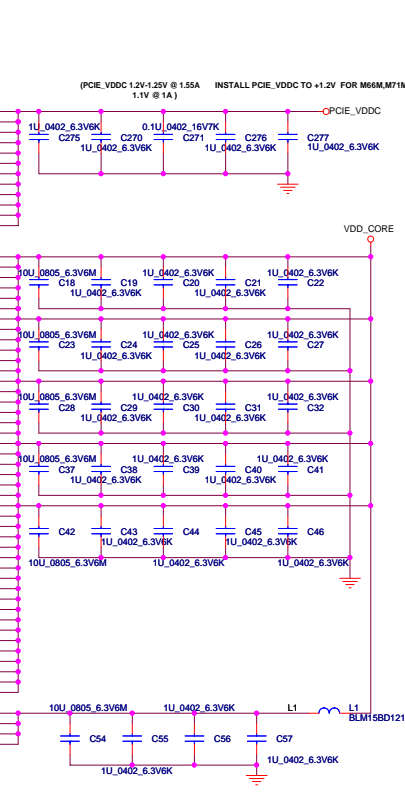 (PCIE_VDDC 1.2V-1.25V @ 1.55A INSTALL PCIE_VDDC TO +1.2V FOR M66M,M71M
1.1V @ 1A )
PCIE_VDDC
1U_0402_6.3V6K 0.1U_0402_16V7K
C275 C270 C271 C276 C277
1U_0402_6.3V6K 1U_0402_6.3V6K 1U_0402_6.3V6K
VDD_CORE
10U_0805_6.3V6M 1U_0402_6.3V6K 1U_0402_6.3V6K
C18 C19 C20 C21 C22
1U_0402_6.3V6K 1U_0402_6.3V6K
10U_0805_6.3V6M 1U_0402_6.3V6K 1U_0402_6.3V6K
C23 C24 C25 C26 C27
1U_0402_6.3V6K 1U_0402_6.3V6K
10U_0805_6.3V6M 1U_0402_6.3V6K 1U_0402_6.3V6K
C28 C29 C30 C31 C32
1U_0402_6.3V6K 1U_0402_6.3V6K
10U_0805_6.3V6M 1U_0402_6.3V6K 1U_0402_6.3V6K
C37 C38 C39 C40 C41
1U_0402_6.3V6K 1U_0402_6.3V6K
C42 C43 C44 C45 C46
1U_0402_6.3V6K 1U_0402_6.3V6K
10U_0805_6.3V6M 1U_0402_6.3V6K 1U_0402_6.3V6K
10U_0805_6.3V6M 1U_0402_6.3V6K L1 L1
BLM15BD121
C54 C55 C56 C57
1U_0402_6.3V6K 1U_0402_6.3V6K